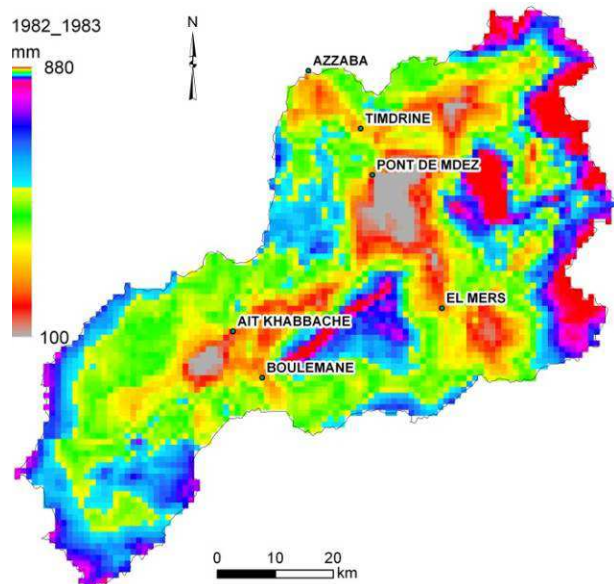 1982_1983
mm
880
100
N
AZZABA
TIMDRINE
PONT DE MDEZ
EL MERS
AIT KHABBACHE
BOULEMANE
0 10 20
km